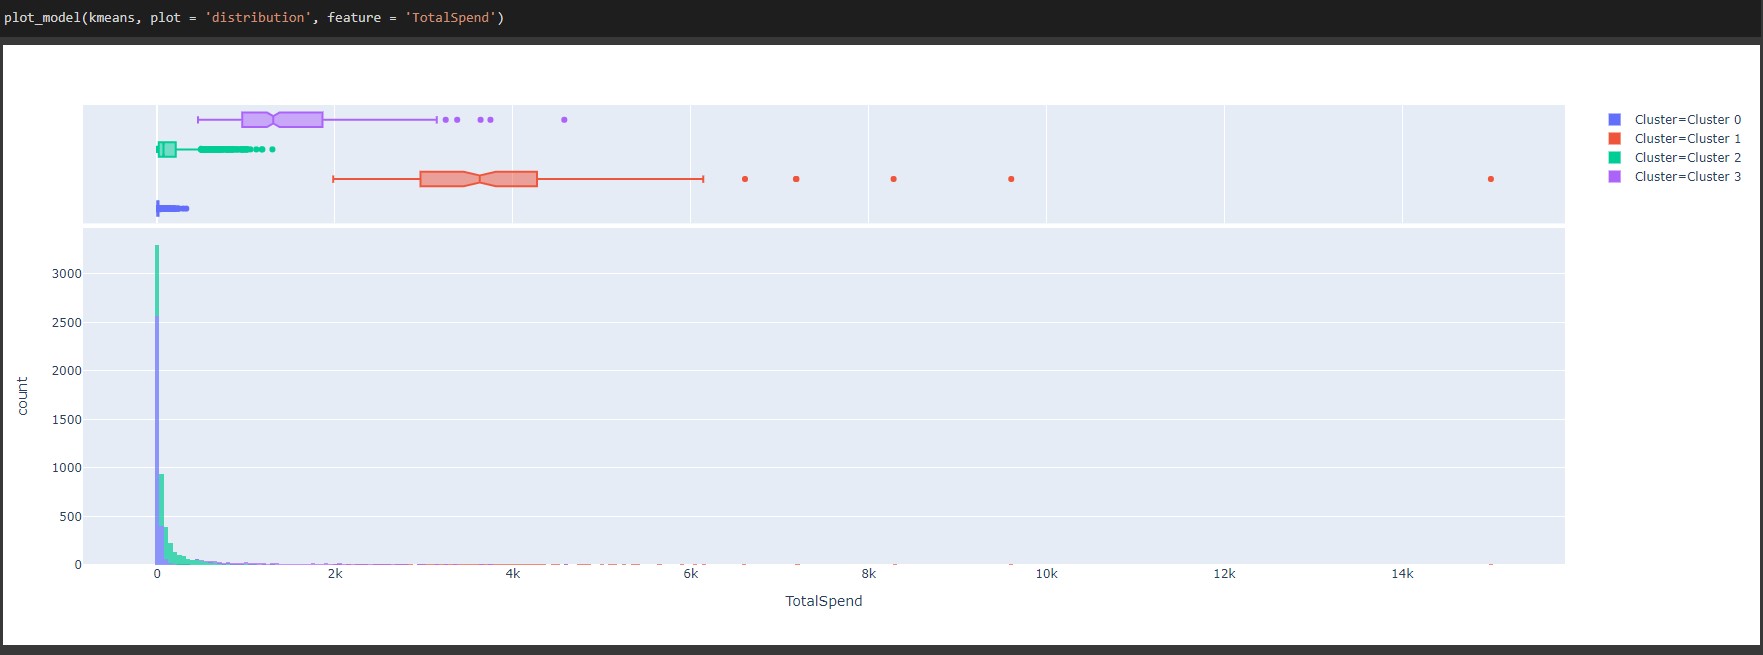 plot_model(kmeans, plot = 'distribution', feature = 'TotalSpend')
Cluster=Cluster 0
Cluster=Cluster 1
Cluster=Cluster 2
Cluster=Cluster 3
3000
2500
2000
1500
1000
500
0
count
0 2k 4k 6k 8k 10k 12k 14k
TotalSpend